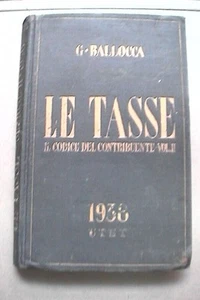 G·BALLOCCA
LE TASSE
IL CODICE DEL CONTRIBUENTE-VOL.II
1938
UTET